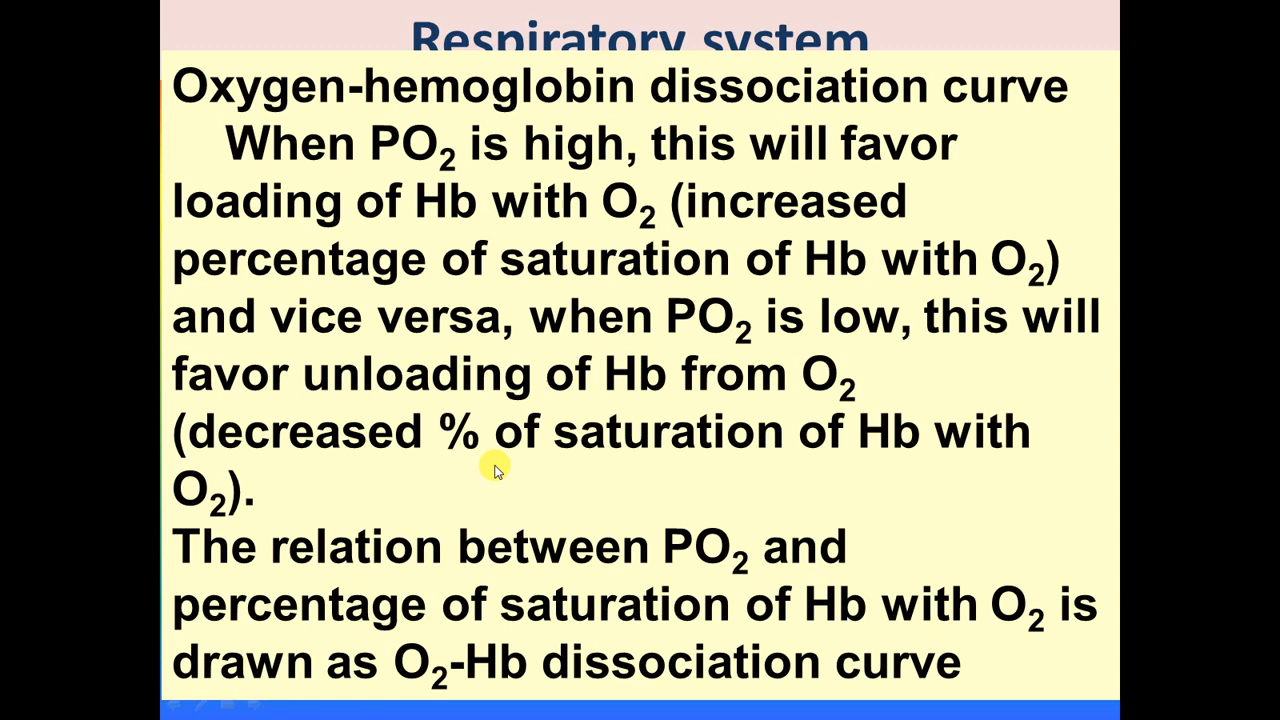 Respiratory system
Oxygen-hemoglobin dissociation curve
When PO₂ is high, this will favor
loading of Hb with O₂ (increased
percentage of saturation of Hb with O₂)
and vice versa, when PO₂ is low, this will
favor unloading of Hb from O₂
(decreased % of saturation of Hb with
O₂).
The relation between PO₂ and
percentage of saturation of Hb with O₂ is
drawn as O₂-Hb dissociation curve